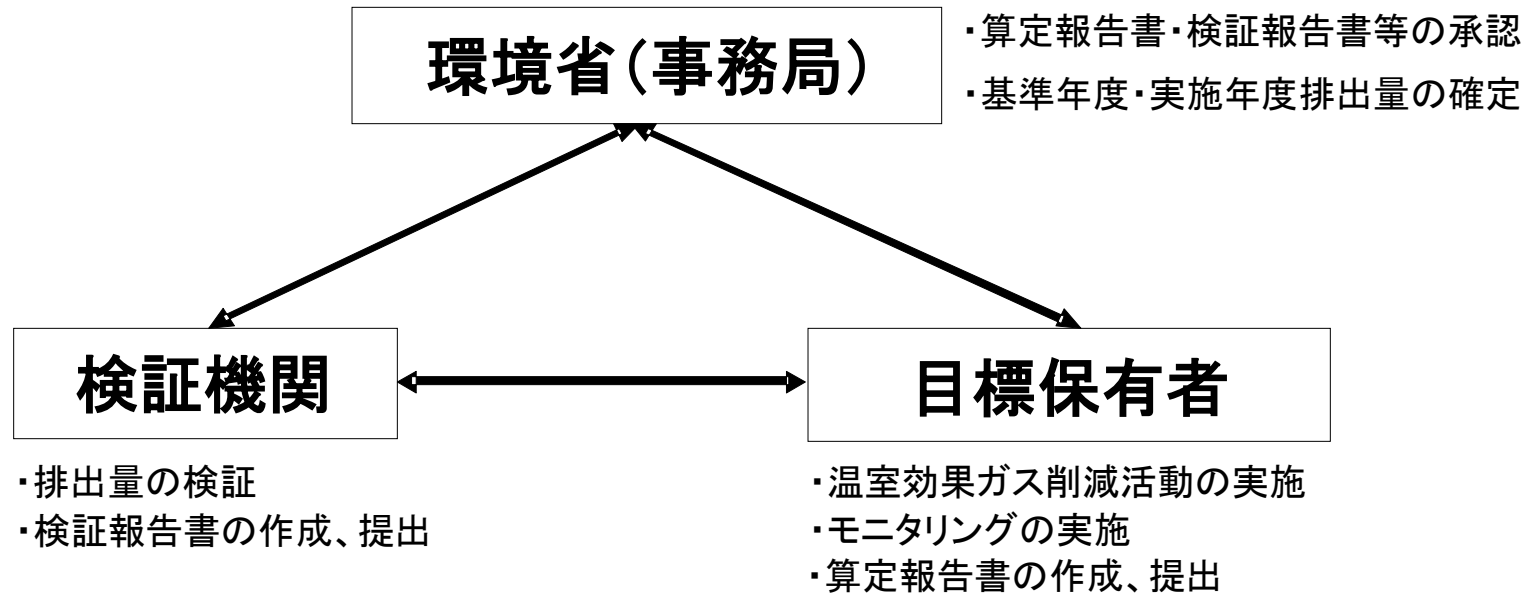 環境省(事務局)
・算定報告書・検証報告書等の承認
・基準年度・実施年度排出量の確定
検証機関
・排出量の検証
・検証報告書の作成、提出
目標保有者
・温室効果ガス削減活動の実施
・モニタリングの実施
・算定報告書の作成、提出